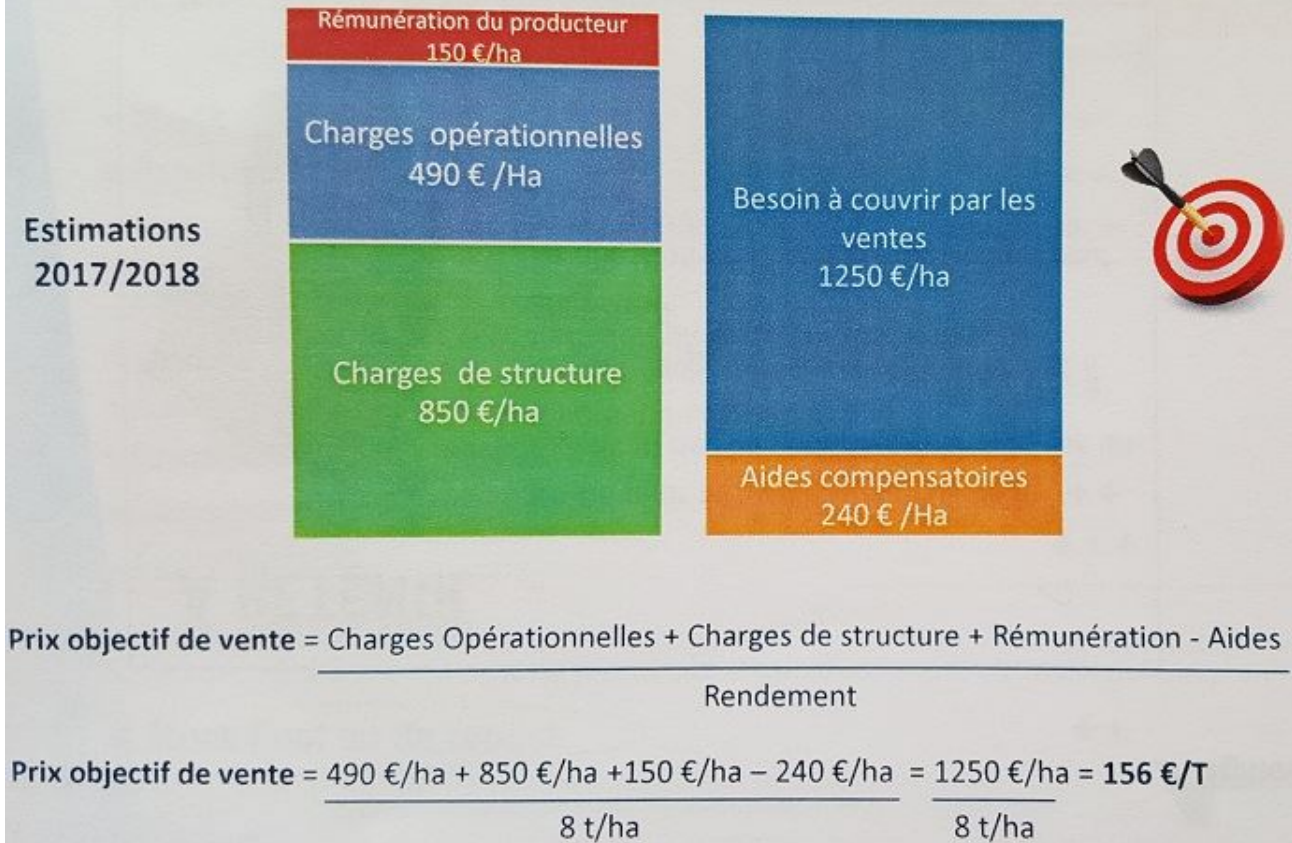 Estimations
2017/2018
Rémunération du producteur
150 €/ha
Charges opérationnelles
490 € /Ha
Charges de structure
850 €/ha
Besoin à couvrir par les
ventes
1250 €/ha
Aides compensatoires
240 € /Ha
Prix objectif de vente = Charges Opérationnelles + Charges de structure + Rémunération - Aides
Rendement
Prix objectif de vente = 490 €/ha + 850 €/ha +150 €/ha – 240 €/ha = 1250 €/ha = 156 €/T
8 t/ha 8 t/ha